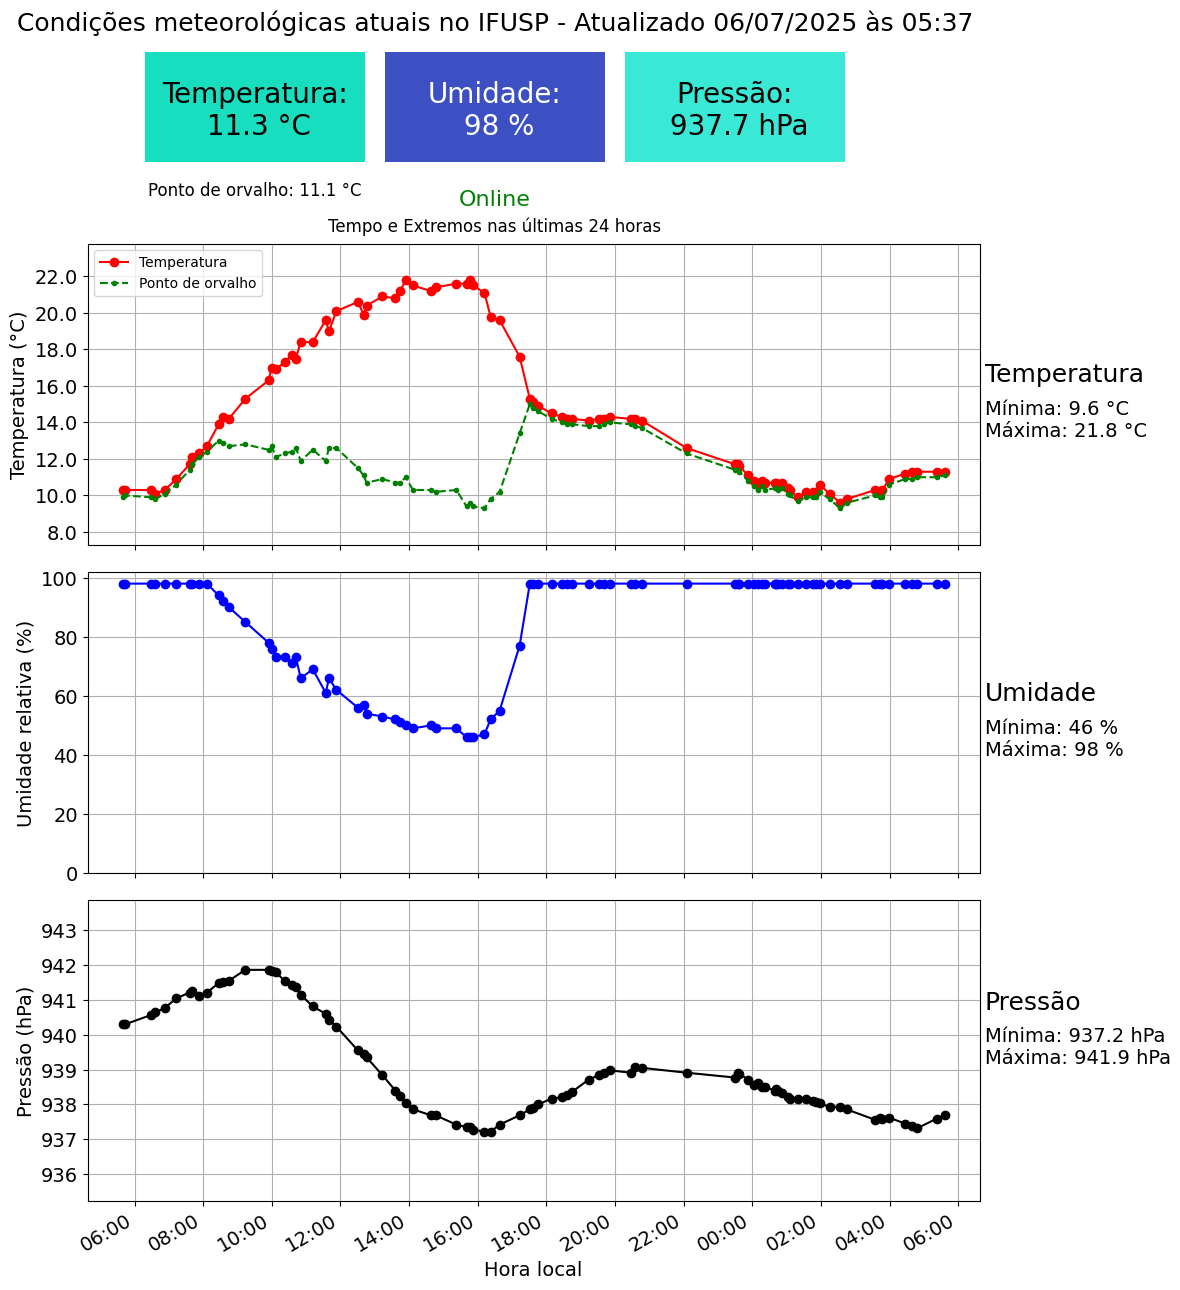 Condições meteorológicas atuais no IFUSP - Atualizado 06/07/2025 às 05:37
Temperatura:
11.3 °C
Umidade:
98 %
Pressão:
937.7 hPa
Ponto de orvalho: 11.1 °C
Online
Tempo e Extremos nas últimas 24 horas
Temperatura
Ponto de orvalho
Temperatura (°C)
22.0
20.0
18.0
16.0
14.0
12.0
10.0
8.0
Temperatura
Mínima: 9.6 °C
Máxima: 21.8 °C
Umidade relativa (%)
100
80
60
40
20
0
Umidade
Mínima: 46 %
Máxima: 98 %
Pressão (hPa)
943
942
941
940
939
938
937
936
Pressão
Mínima: 937.2 hPa
Máxima: 941.9 hPa
06:00 08:00 10:00 12:00 14:00 16:00 18:00 20:00 22:00 00:00 02:00 04:00 06:00
Hora local